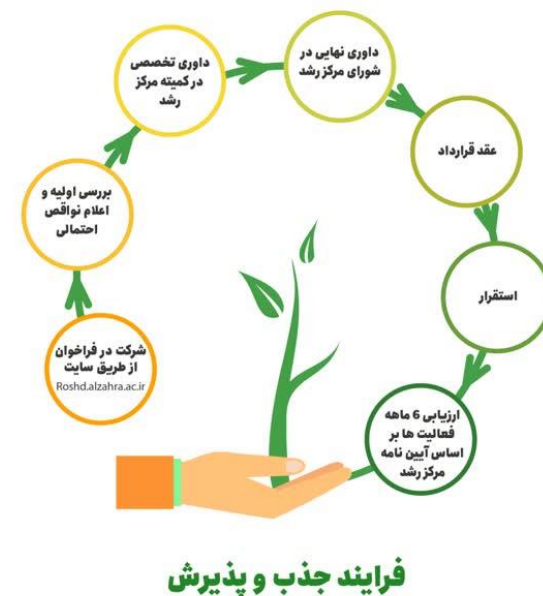 شرکت در فراخوان
از طریق سایت
Roshd.alzahra.ac.ir
بررسی اولیه و
اعلام نواقص
احتمالی
داوری تخصصی
در کمیته مرکز
رشد
داوری نهایی در
شورای مرکز رشد
عقد قرارداد
استقرار
ارزیابی 6 ماهه
فعالیت ها بر
اساس آیین نامه
مرکز رشد
فرایند جذب و پذیرش